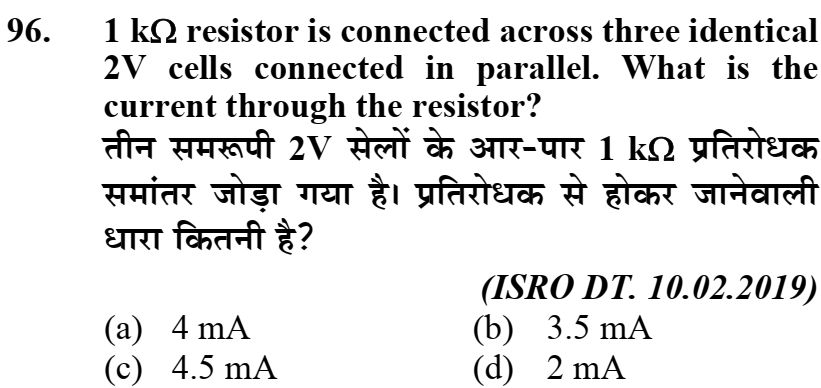 96. 1 kΩ resistor is connected across three identical
2V cells connected in parallel. What is the
current through the resistor?
तीन समरूपी 2V सेलों के आर-पार 1 kΩ प्रतिरोधक
समांतर जोड़ा गया है। प्रतिरोधक से होकर जानेवाली
धारा कितनी है?
(ISRO DT. 10.02.2019)
(a) 4 mA (b) 3.5 mA
(c) 4.5 mA (d) 2 mA